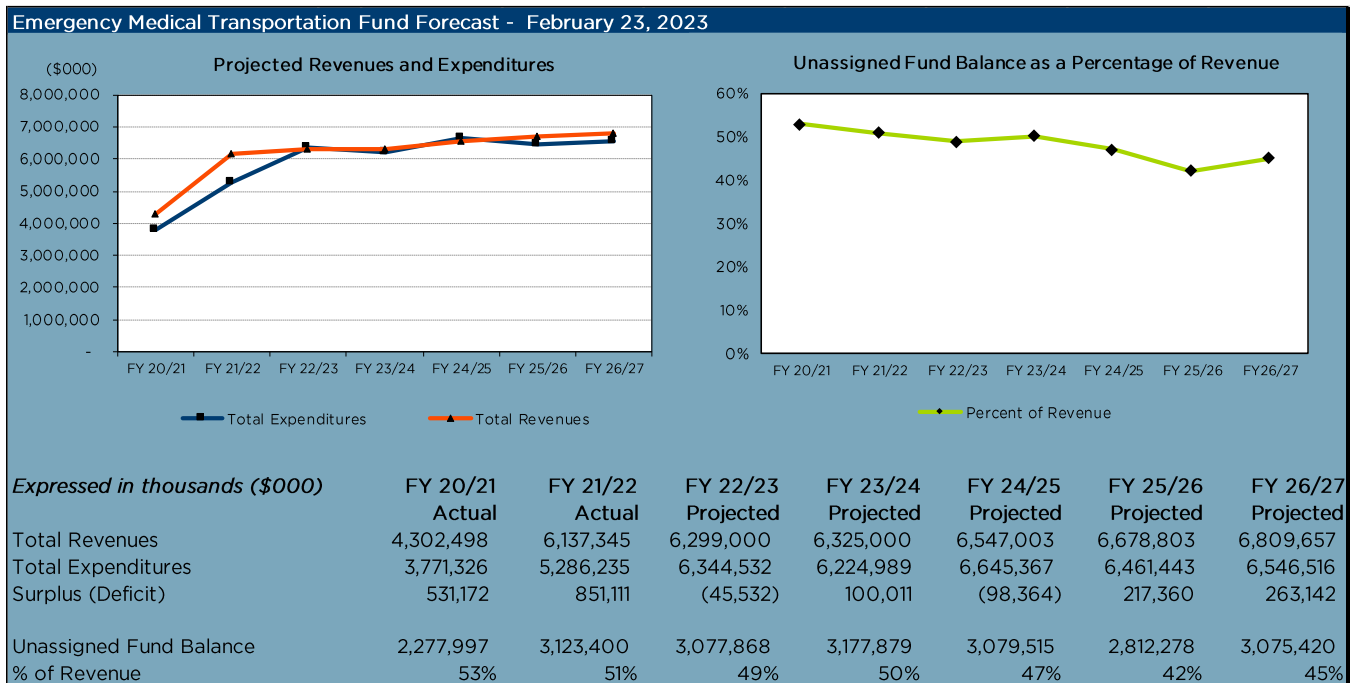 Emergency Medical Transportation Fund Forecast - February 23, 2023
($000)
Projected Revenues and Expenditures
8,000,000
7,000,000
6,000,000
5,000,000
4,000,000
3,000,000
2,000,000
1,000,000
-
FY 20/21 FY 21/22 FY 22/23 FY 23/24 FY 24/25 FY 25/26 FY 26/27
Total Expenditures Total Revenues
Unassigned Fund Balance as a Percentage of Revenue
60%
50%
40%
30%
20%
10%
0%
FY 20/21 FY 21/22 FY 22/23 FY 23/24 FY 24/25 FY 25/26 FY26/27
Percent of Revenue
Expressed in thousands ($000) FY 20/21 FY 21/22 FY 22/23 FY 23/24 FY 24/25 FY 25/26 FY 26/27
Actual Actual Projected Projected Projected Projected Projected
Total Revenues 4,302,498 6,137,345 6,299,000 6,325,000 6,547,003 6,678,803 6,809,657
Total Expenditures 3,771,326 5,286,235 6,344,532 6,224,989 6,645,367 6,461,443 6,546,516
Surplus (Deficit) 531,172 851,111 (45,532) 100,011 (98,364) 217,360 263,142
Unassigned Fund Balance 2,277,997 3,123,400 3,077,868 3,177,879 3,079,515 2,812,278 3,075,420
% of Revenue 53% 51% 49% 50% 47% 42% 45%